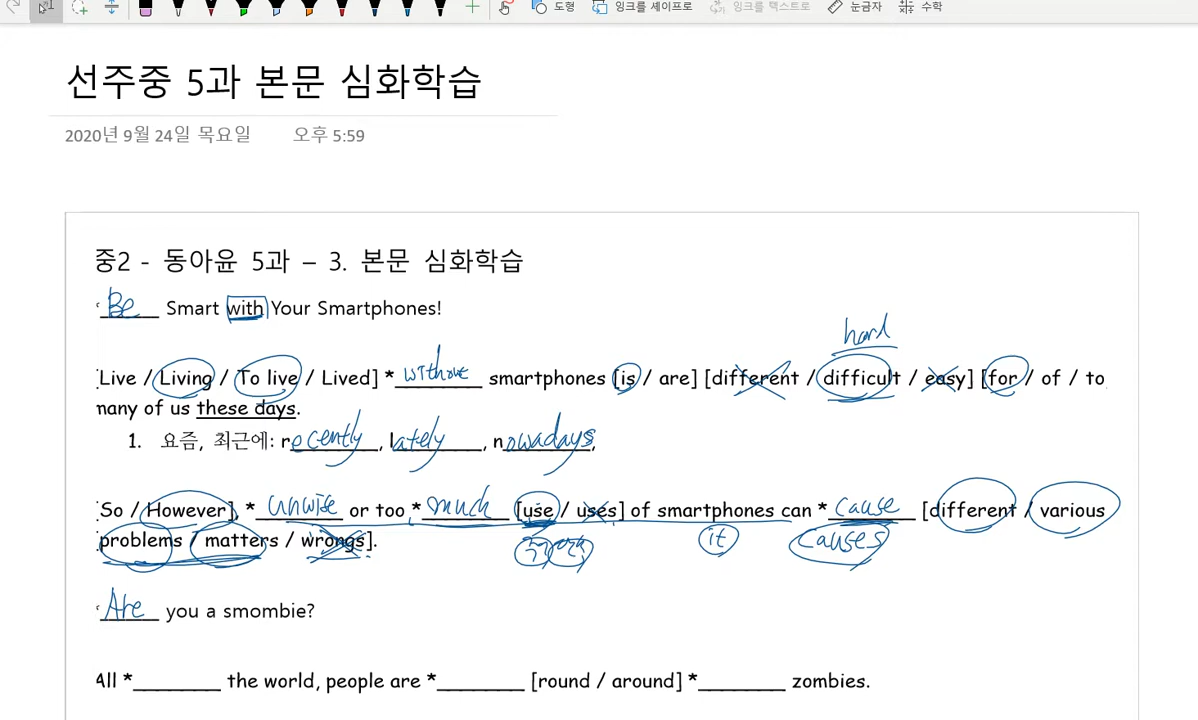 도형 잉크를 셰이프로 잉크를 텍스트로 눈금자 수학
선주중 5과 본문 심화학습
2020년 9월 24일 목요일 오후 5:59
중2 - 동아윤 5과 – 3. 본문 심화학습
Be Smart with Your Smartphones!
hard
[Live / Living / To live / Lived] * without smartphones [is / are] [different / difficult / easy] [for / of / to
many of us these days.
1. 요즘, 최근에: recently, lately, nowadays,
[So / However], * unwise or too * much [use / uses] of smartphones can * cause [different / various
problems / matters / wrongs].
it causes
Are you a smombie?
All *________ the world, people are *________ [round / around] *________ zombies.